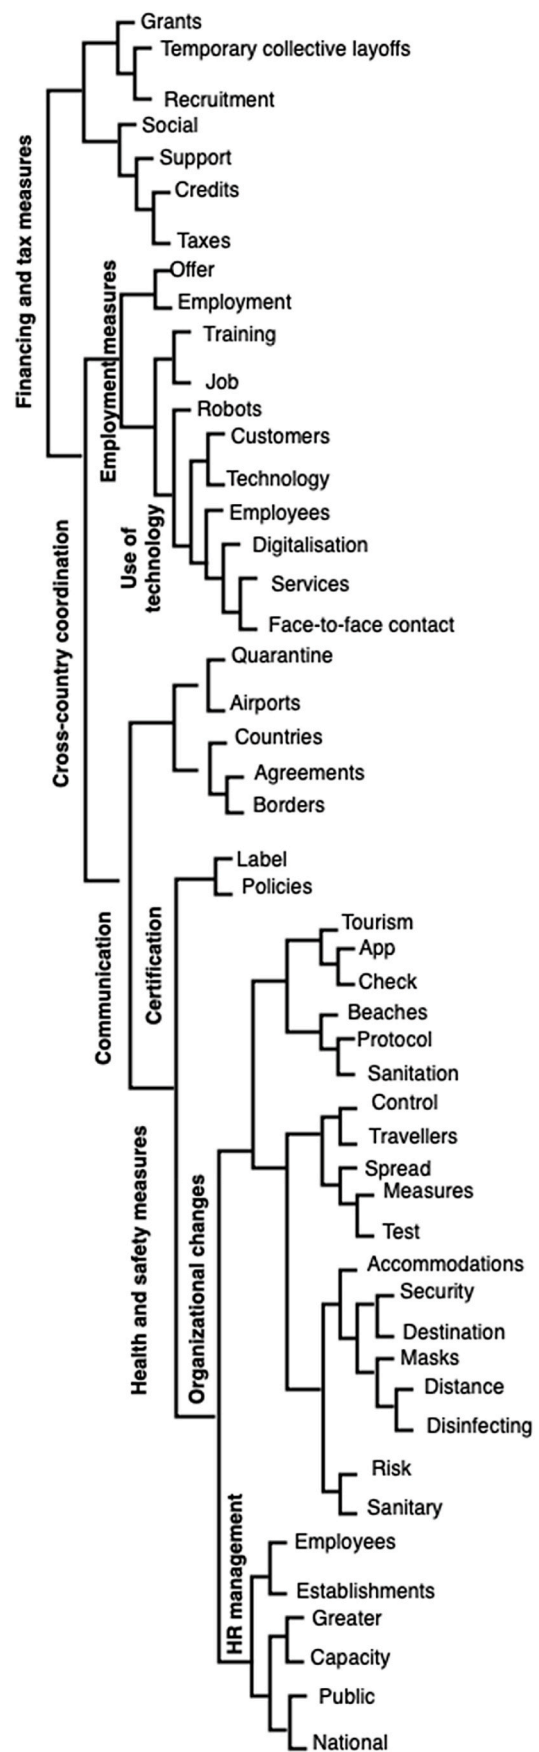 Grants
Temporary collective layoffs
Recruitment
Social
Support
Credits
Taxes
Financing and tax measures
Offer
Employment
Employment measures
Training
Job
Robots
Customers
Technology
Employees
Digitalisation
Services
Face-to-face contact
Use of
technology
Cross-country coordination
Quarantine
Airports
Countries
Agreements
Borders
Communication
Label
Policies
Certification
Tourism
App
Check
Beaches
Protocol
Sanitation
Control
Travellers
Spread
Measures
Test
Health and safety measures
Organizational changes
Accommodations
Security
Destination
Masks
Distance
Disinfecting
Risk
Sanitary
HR management
Employees
Establishments
Greater
Capacity
Public
National